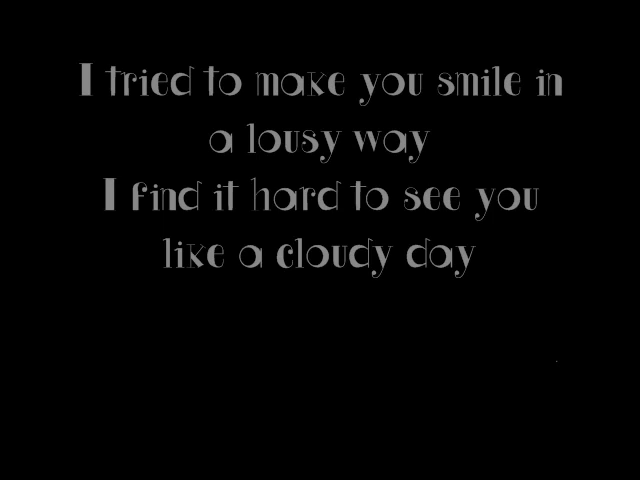 I tried to make you smile in
a lousy way
I find it hard to see you
like a cloudy day